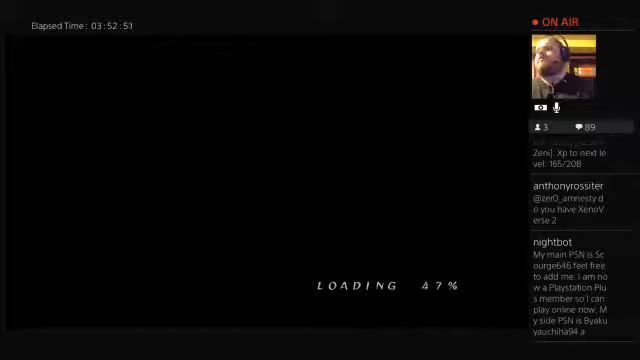 Elapsed Time : 03:52:53
ON AIR
3
89
Zeni]. Xp to next le
vel: 165/208
anthonyrossiter
@zer0_amnesty d
o you have XenoV
erse 2
nightbot
My main PSN is Sc
ourge646 feel free
to add me. I am no
w a Playstation Plu
s member so I can
play online now. M
y side PSN is Byaku
yauchiha94 a
LOADING 47%